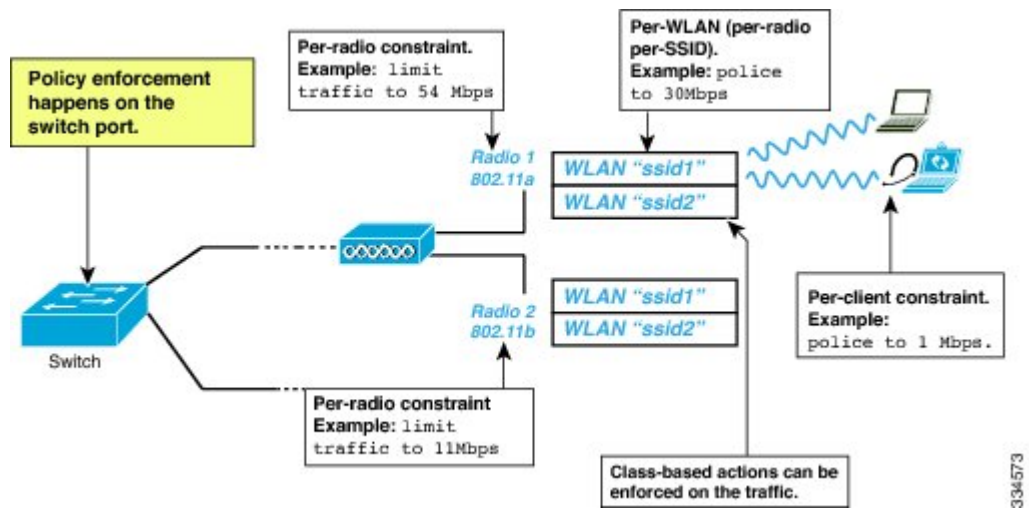 Policy enforcement
happens on the
switch port.
Per-radio constraint.
Example: limit
traffic to 54 Mbps
Per-WLAN (per-radio
per-SSID).
Example: police
to 30Mbps
Radio 1
802.11a
WLAN “ssid1”
WLAN “ssid2”
Radio 2
802.11b
WLAN “ssid1”
WLAN “ssid2”
Switch
Per-client constraint.
Example:
police to 1 Mbps.
Per-radio constraint
Example: limit
traffic to 11Mbps
Class-based actions can be
enforced on the traffic.
334573